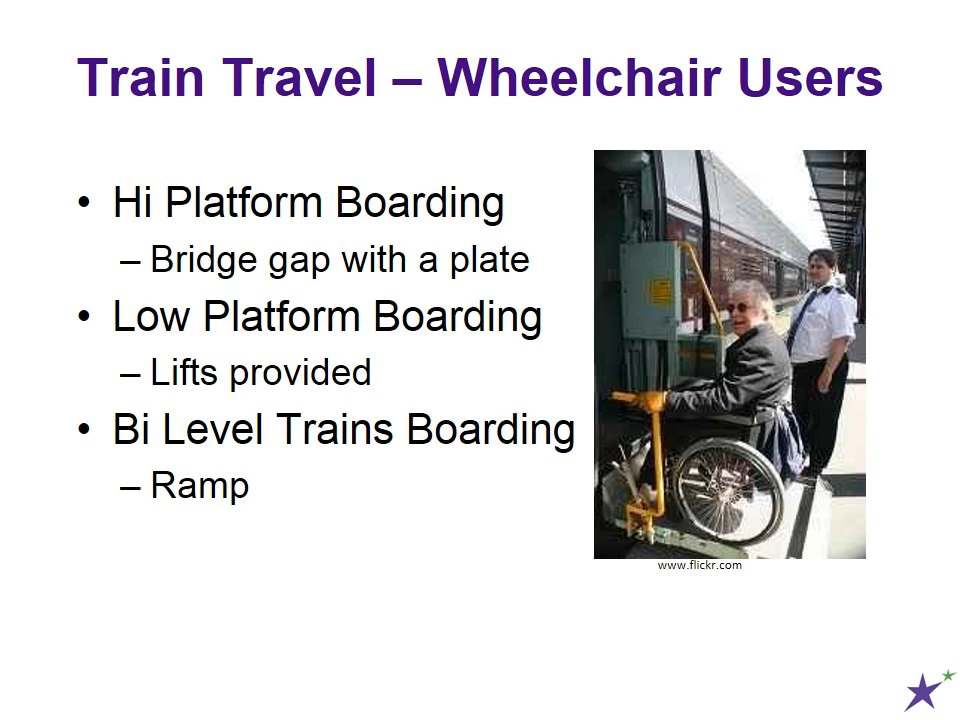 Train Travel – Wheelchair Users
• Hi Platform Boarding
– Bridge gap with a plate
• Low Platform Boarding
– Lifts provided
• Bi Level Trains Boarding
– Ramp
www.flickr.com